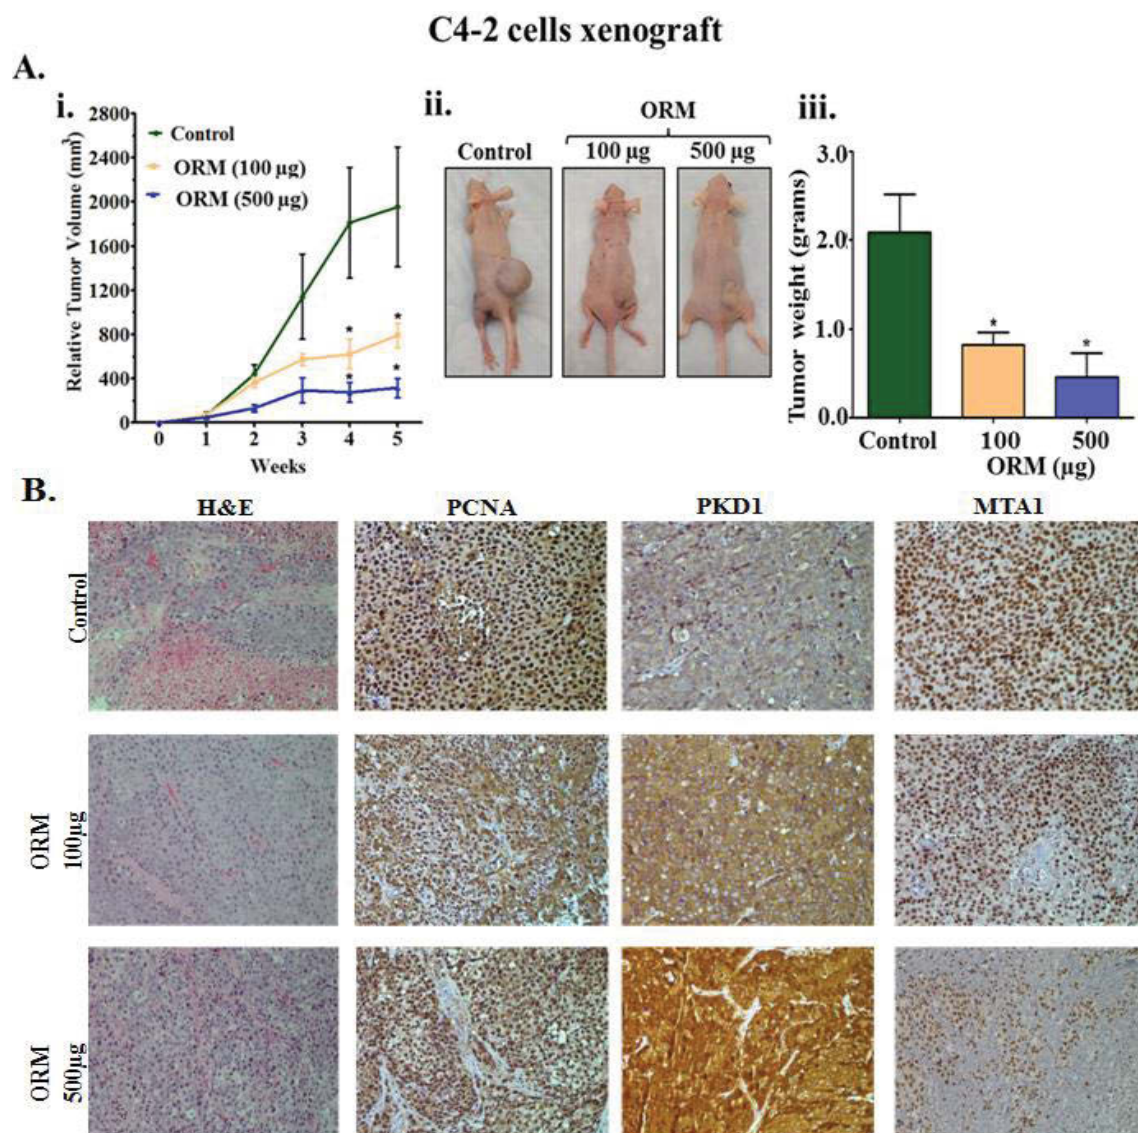 C4-2 cells xenograft
A.
i.
Relative Tumor Volume (mm³)
2800
2400
2000
1600
1200
800
400
0
Control
ORM (100 µg)
ORM (500 µg)
*
*
*
*
0 1 2 3 4 5
Weeks
ii.
ORM
Control 100 µg 500 µg
iii.
Tumor weight (grams)
3.0
2.0
1.0
0.0
*
*
Control 100 500
ORM (µg)
B.
H&E PCNA PKD1 MTA1
Control
ORM
100µg
ORM
500µg